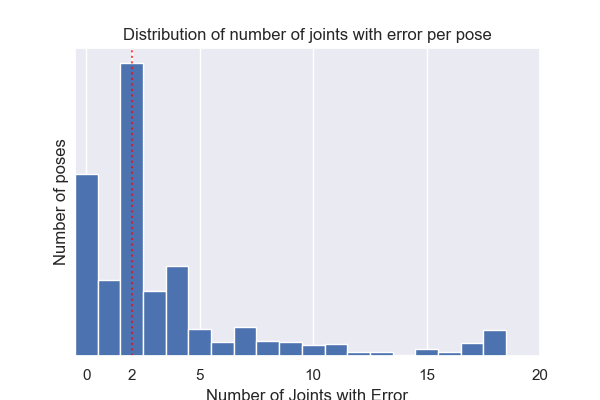 Distribution of number of joints with error per pose
Number of poses
0 2 5 10 15 20
Number of Joints with Error